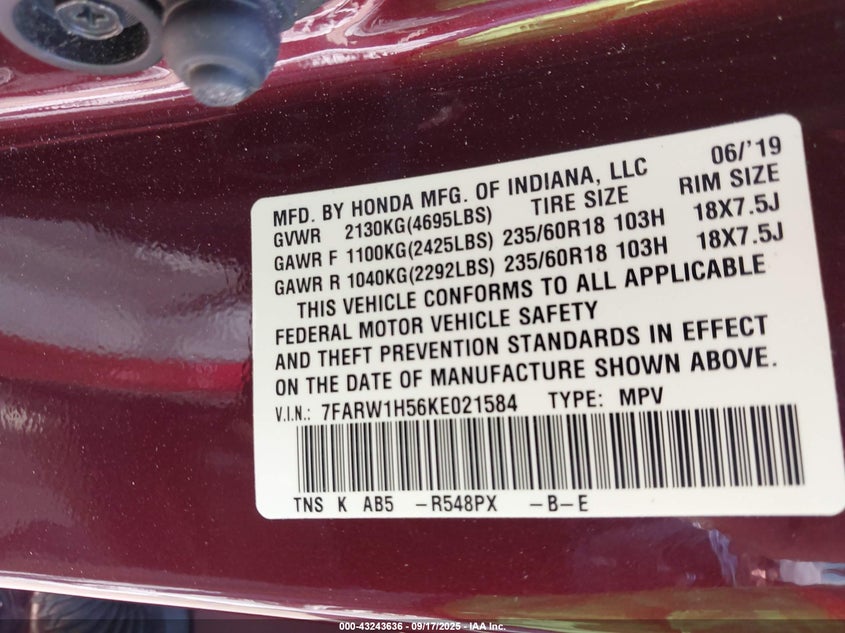 06/'19
MFD. BY HONDA MFG. OF INDIANA, LLC
TIRE SIZE RIM SIZE
GVWR 2130KG(4695LBS)
GAWR F 1100KG(2425LBS) 235/60R18 103H 18X7.5J
GAWR R 1040KG(2292LBS) 235/60R18 103H 18X7.5J
THIS VEHICLE CONFORMS TO ALL APPLICABLE
FEDERAL MOTOR VEHICLE SAFETY
AND THEFT PREVENTION STANDARDS IN EFFECT
ON THE DATE OF MANUFACTURE SHOWN ABOVE.
V.I.N.: 7FARW1H56KE021584 TYPE: MPV
TNS K AB5 -R548PX -B-E
000-43243636 - 09/17/2025 - IAA Inc.